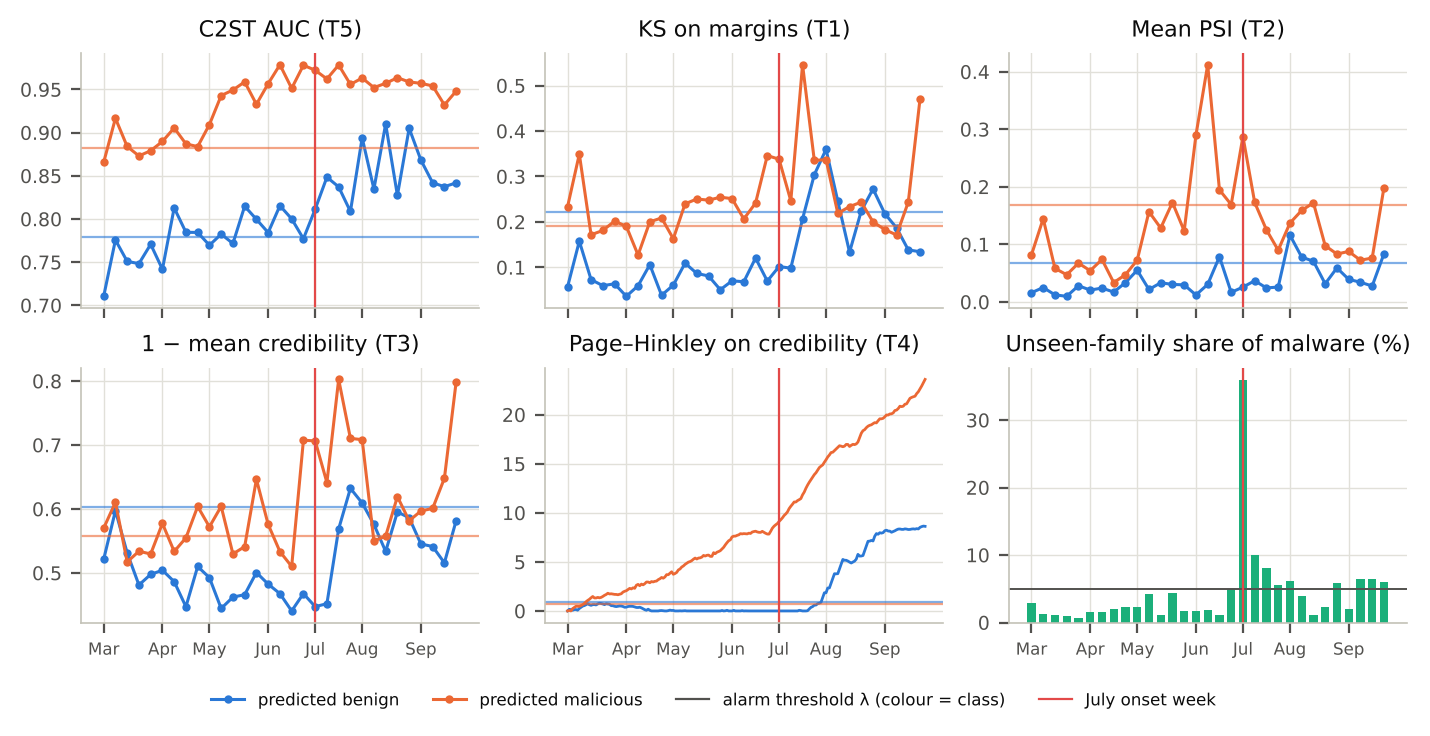 C2ST AUC (T5)
KS on margins (T1)
Mean PSI (T2)
0.95
0.90
0.85
0.80
0.75
0.70
0.5
0.4
0.3
0.2
0.1
0.4
0.3
0.2
0.1
0.0
1 − mean credibility (T3)
Page–Hinkley on credibility (T4)
Unseen-family share of malware (%)
0.8
0.7
0.6
0.5
20
15
10
5
0
30
20
10
0
Mar Apr May Jun Jul Aug Sep
Mar Apr May Jun Jul Aug Sep
Mar Apr May Jun Jul Aug Sep
predicted benign
predicted malicious
alarm threshold λ (colour = class)
July onset week